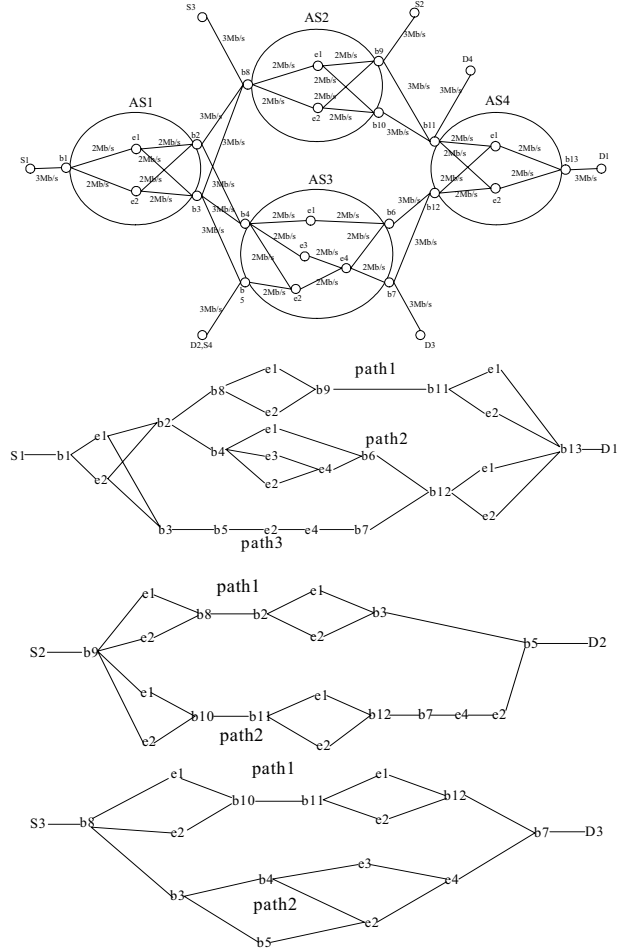 S3
S2
AS2
3Mb/s
3Mb/s
e1
2Mb/s
b9
2Mb/s
D4
b8
2Mb/s
2Mb/s
3Mb/s
3Mb/s
AS1
e2
2Mb/s
b10
AS4
3Mb/s
3Mb/s
b11
e1
2Mb/s
b2
2Mb/s
e1
S1
b1
2Mb/s
2Mb/s
3Mb/s
2Mb/s
b13
D1
3Mb/s
2Mb/s
2Mb/s
AS3
2Mb/s
3Mb/s
e2
2Mb/s
b3
3Mb/s
b4
e1
b6
3Mb/s
b12
2Mb/s
e2
2Mb/s
2Mb/s
3Mb/s
2Mb/s
2Mb/s
3Mb/s
e3
2Mb/s
2Mb/s
e4
2Mb/s
b
5
2Mb/s
e2
2Mb/s
b7
3Mb/s
3Mb/s
D2,S4
D3
path1
e1
e1
b8
b9
b11
e2
e2
b2
e1
e1
path2
S1
b1
b4
e3
b6
b13
D1
e2
e4
e1
e2
b12
e2
b3
b5
e2
e4
b7
path3
path1
e1
e1
b8
b2
b3
e2
e2
S2
b9
b5
D2
e1
e1
b10
b11
b12
b7
e4
e2
e2
path2
e2
path1
e1
e1
b10
b11
b12
S3
b8
e2
e2
b7
D3
e3
b4
e4
b3
path2
e2
b5